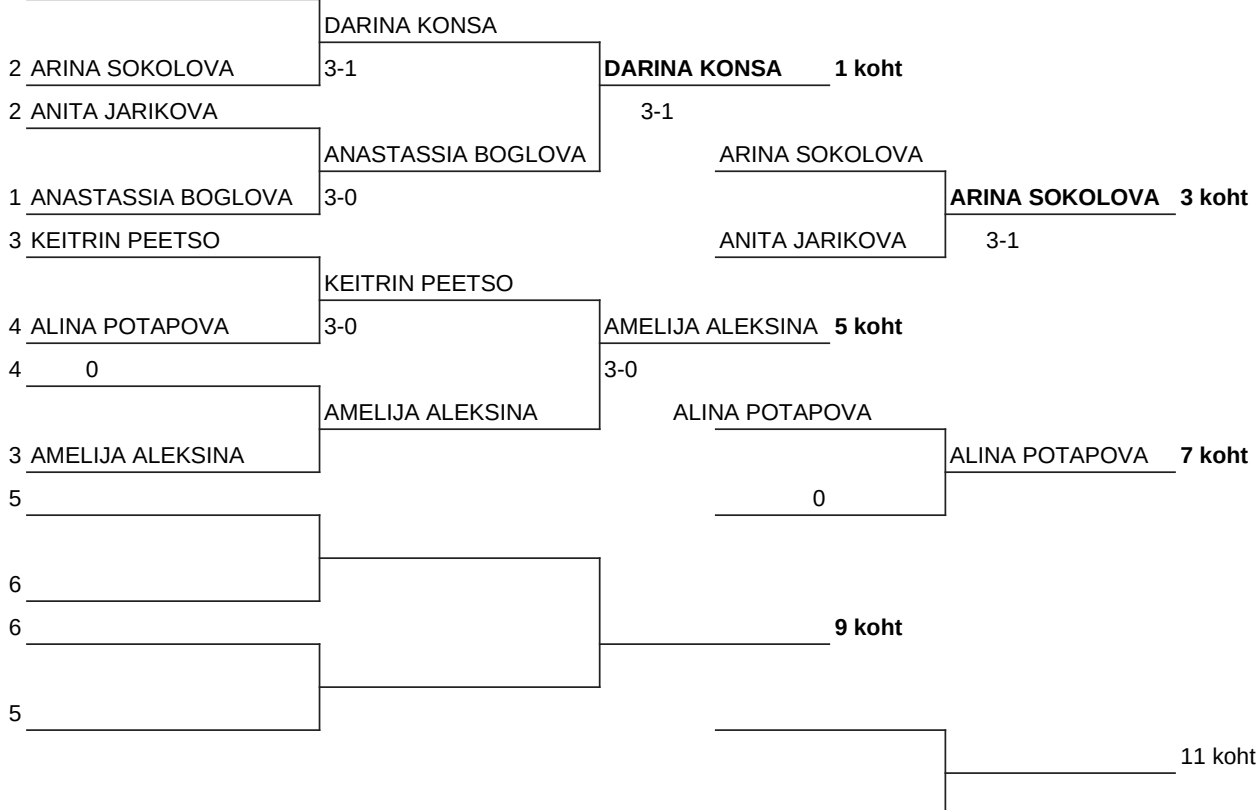 DARINA KONSA
2 ARINA SOKOLOVA 3-1 DARINA KONSA 1 koht
2 ANITA JARIKOVA 3-1
ANASTASSIA BOGLOVA ARINA SOKOLOVA
1 ANASTASSIA BOGLOVA 3-0 ARINA SOKOLOVA 3 koht
3 KEITRIN PEETSO ANITA JARIKOVA 3-1
KEITRIN PEETSO
4 ALINA POTAPOVA 3-0 AMELIJA ALEKSINA 5 koht
4 0 3-0
AMELIJA ALEKSINA ALINA POTAPOVA
3 AMELIJA ALEKSINA ALINA POTAPOVA 7 koht
5 0
6
6 9 koht
5
11 koht